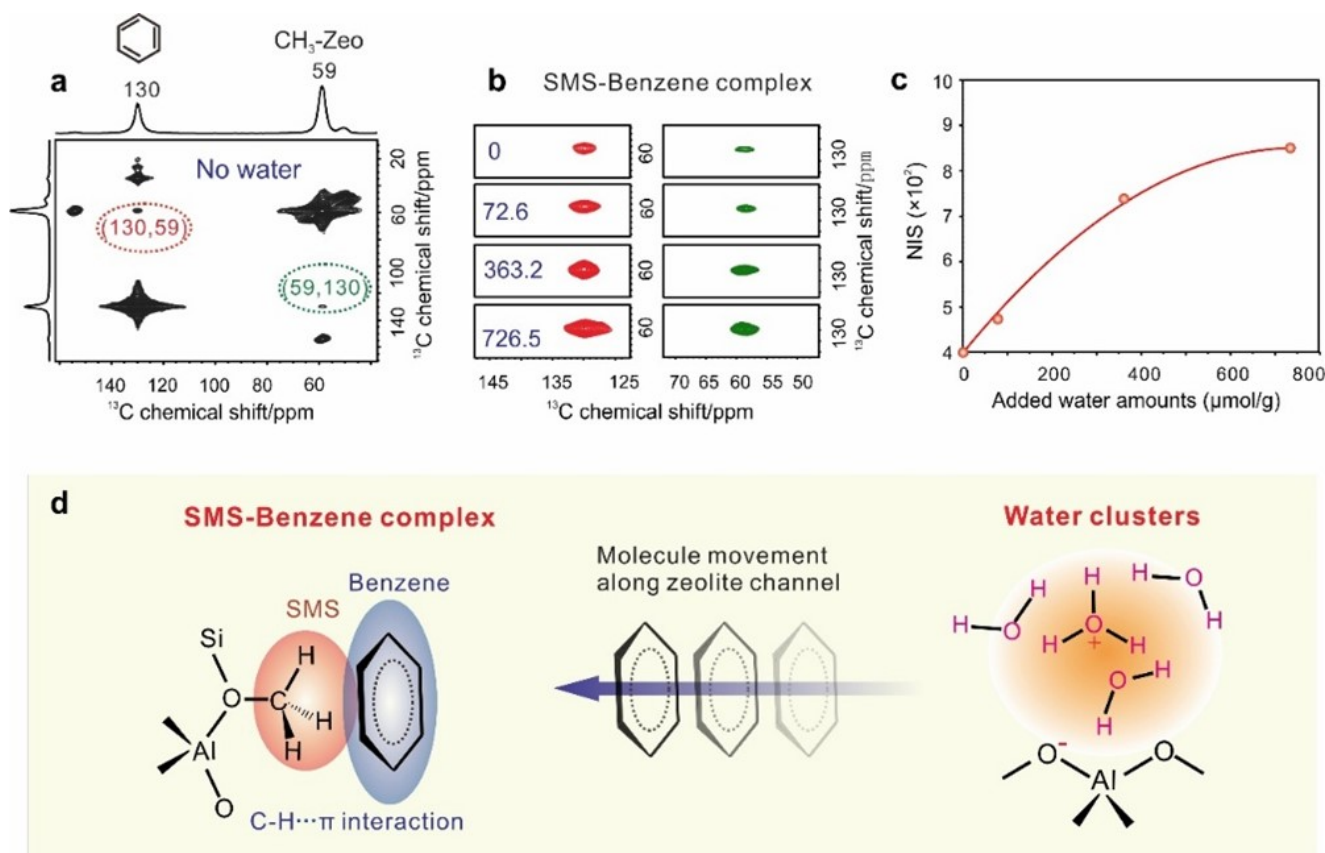 a
130
CH₃-Zeo
59
No water
(130,59)
(59,130)
20
60
100
140
¹³C chemical shift/ppm
140 120 100 80 60
¹³C chemical shift/ppm
b SMS-Benzene complex
0 60 130
72.6 60 130
363.2 60 130
726.5 60 130
¹³C chemical shift/ppm
145 135 125 70 65 60 55 50
¹³C chemical shift/ppm
c
10
9
8
7
6
5
4
NIS (×10²)
0 200 400 600 800
Added water amounts (μmol/g)
d
SMS-Benzene complex
Benzene
SMS
Si
H
O C H
H
Al
O
C-H···π interaction
Molecule movement
along zeolite channel
Water clusters
H H O
H H
H O O H
H +
O H
H
O⁻ O
Al